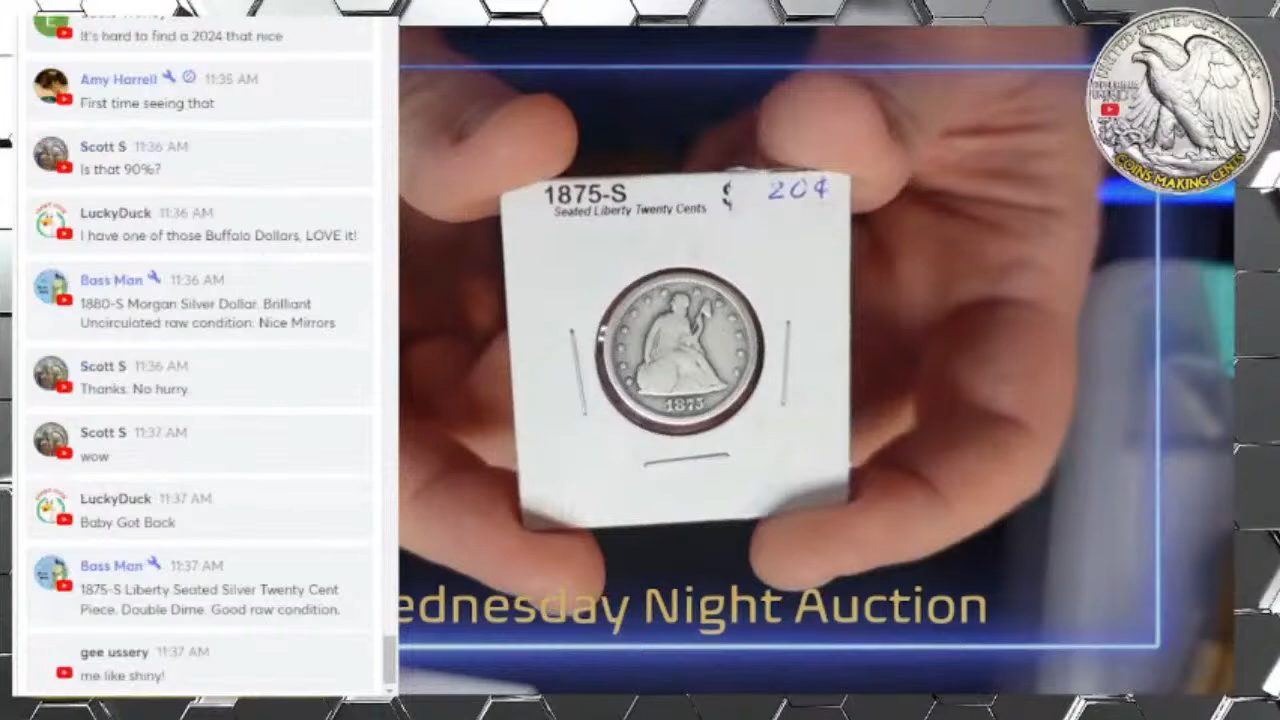 It's hard to find a 2024 that nice
Amy Harrell 11:35 AM
First time seeing that
Scott S 11:36 AM
Is that 90%?
LuckyDuck 11:36 AM
I have one of those Buffalo Dollars, LOVE it!
Bass Man 11:36 AM
1880-S Morgan Silver Dollar. Brilliant
Uncirculated raw condition: Nice Mirrors
Scott S 11:36 AM
Thanks. No hurry
Scott S 11:37 AM
wow
LuckyDuck 11:37 AM
Baby Got Back
Bass Man 11:37 AM
1875-S Liberty Seated Silver Twenty Cent
Piece. Double Dime. Good raw condition.
gee ussery 11:37 AM
me like shiny!
1875-S 20¢
Seated Liberty Twenty Cents
1875
ednesday Night Auction
COINS MAKING CENTS